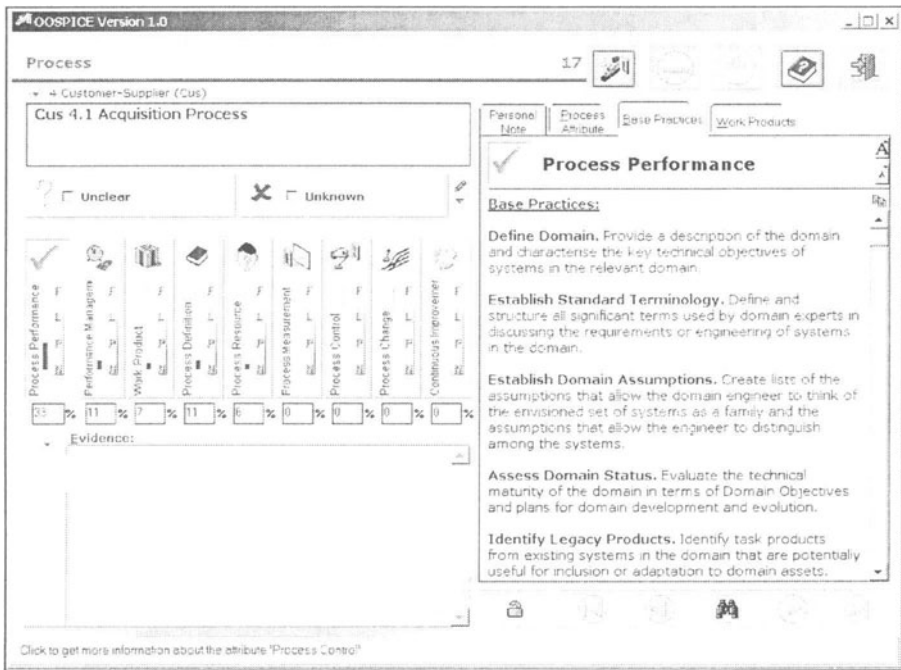 OOSPICE Version 1.0
Process
17
4 Customer-Supplier (Cus)
Cus 4.1 Acquisition Process
Unclear
Unknown
Process Performance
Performance Managem
Work Product
Process Definition
Process Resource
Process Measurement
Process Control
Process Change
Continuous Improvemer
F F F F F F F F F
L L L L L L L L L
P P P P P P P P P
33 % 11 % 7 % 11 % 6 % 0 % 0 % 0 % 0 %
Evidence:
Click to get more information about the attribute "Process Control"
Personal Note
Process Attribute
Base Practices
Work Products
Process Performance
A
A
Base Practices:
Define Domain. Provide a description of the domain
and characterise the key technical objectives of
systems in the relevant domain.
Establish Standard Terminology. Define and
structure all significant terms used by domain experts in
discussing the requirements or engineering of systems
in the domain.
Establish Domain Assumptions. Create lists of the
assumptions that allow the domain engineer to think of
the envisioned set of systems as a family and the
assumptions that allow the engineer to distinguish
among the systems.
Assess Domain Status. Evaluate the technical
maturity of the domain in terms of Domain Objectives
and plans for domain development and evolution.
Identify Legacy Products. Identify task products
from existing systems in the domain that are potentially
useful for inclusion or adaptation to domain assets.